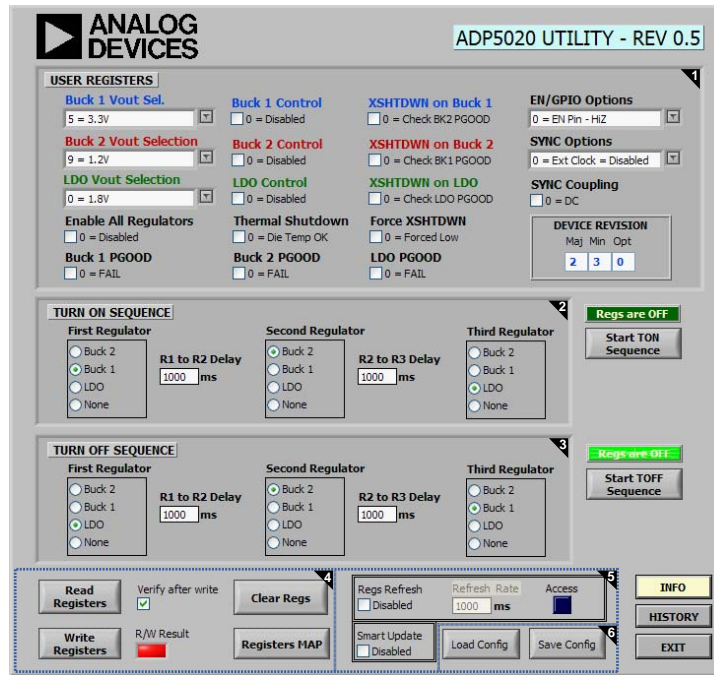 ANALOG
DEVICES
ADP5020 UTILITY - REV 0.5
USER REGISTERS
1
Buck 1 Vout Sel.
Buck 1 Control
XSHTDWN on Buck 1
EN/GPIO Options
5 = 3.3V
0 = Disabled
0 = Check BK2 PGOOD
0 = EN Pin - HiZ
Buck 2 Vout Selection
Buck 2 Control
XSHTDWN on Buck 2
SYNC Options
9 = 1.2V
0 = Disabled
0 = Check BK1 PGOOD
0 = Ext Clock = Disabled
LDO Vout Selection
LDO Control
XSHTDWN on LDO
SYNC Coupling
0 = 1.8V
0 = Disabled
0 = Check LDO PGOOD
0 = DC
Enable All Regulators
Thermal Shutdown
Force XSHTDWN
DEVICE REVISION
0 = Disabled
0 = Die Temp OK
0 = Forced Low
Maj Min Opt
Buck 1 PGOOD
Buck 2 PGOOD
LDO PGOOD
2 3 0
0 = FAIL
0 = FAIL
0 = FAIL
TURN ON SEQUENCE
2
Regs are OFF
First Regulator
Second Regulator
Third Regulator
Start TON
Sequence
Buck 2
Buck 1
LDO
None
R1 to R2 Delay
1000 ms
Buck 2
Buck 1
LDO
None
R2 to R3 Delay
1000 ms
Buck 2
Buck 1
LDO
None
TURN OFF SEQUENCE
3
Regs are OFF
First Regulator
Second Regulator
Third Regulator
Start TOFF
Sequence
Buck 2
Buck 1
LDO
None
R1 to R2 Delay
1000 ms
Buck 2
Buck 1
LDO
None
R2 to R3 Delay
1000 ms
Buck 2
Buck 1
LDO
None
4
Read
Registers
Verify after write
Clear Regs
Write
Registers
R/W Result
Registers MAP
5
Regs Refresh
Disabled
Refresh Rate
1000 ms
Access
Smart Update
Disabled
6
Load Config
Save Config
INFO
HISTORY
EXIT